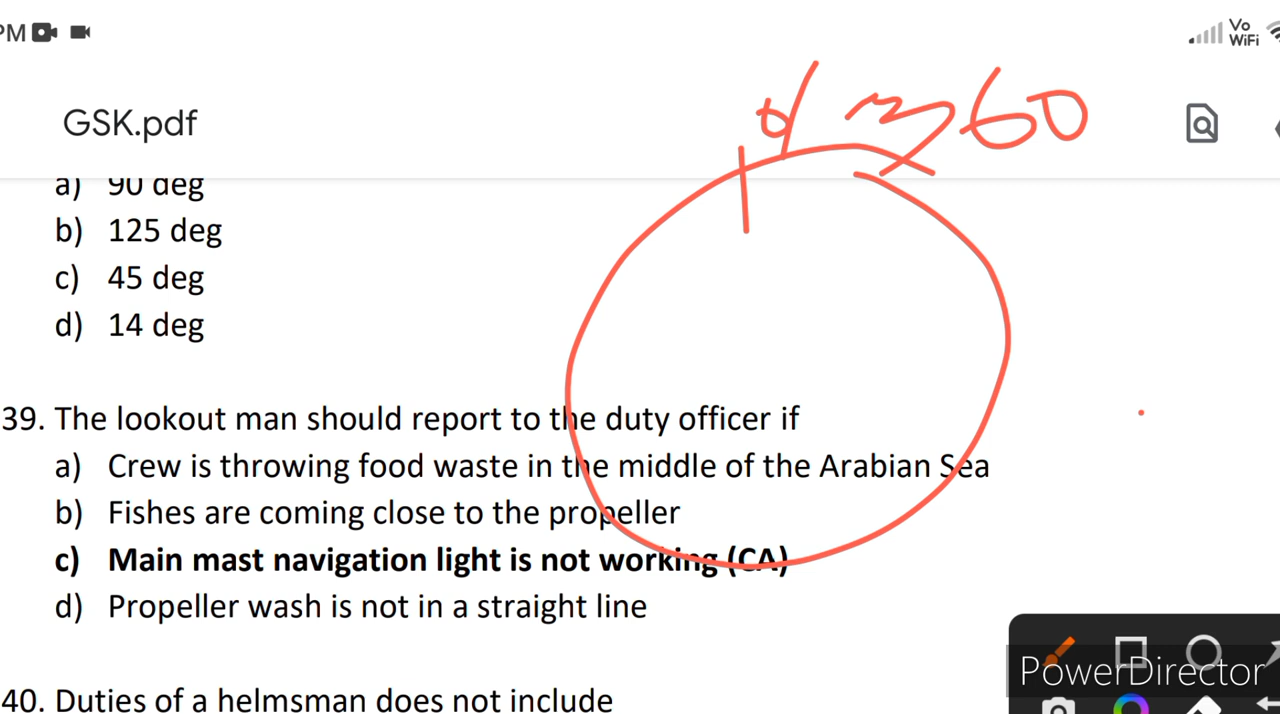 PM Vo
WiFi
GSK.pdf
0/360
a) 90 deg
b) 125 deg
c) 45 deg
d) 14 deg
39. The lookout man should report to the duty officer if
a) Crew is throwing food waste in the middle of the Arabian Sea
b) Fishes are coming close to the propeller
c) Main mast navigation light is not working (CA)
d) Propeller wash is not in a straight line
PowerDirector
40. Duties of a helmsman does not include